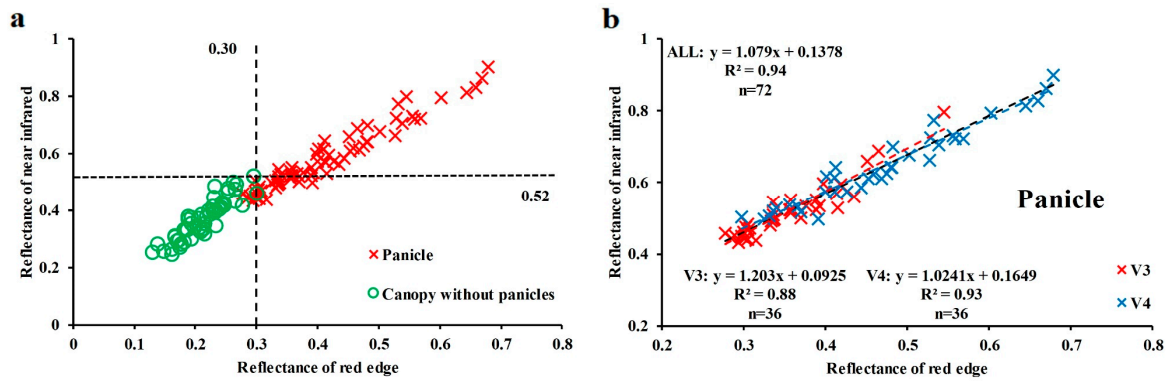 a
0.30
0.52
1
0.8
0.6
0.4
0.2
0
Reflectance of near infrared
Panicle
Canopy without panicles
0 0.1 0.2 0.3 0.4 0.5 0.6 0.7 0.8
Reflectance of red edge
b
1
0.8
0.6
0.4
0.2
Reflectance of near infrared
ALL: y = 1.079x + 0.1378
R² = 0.94
n=72
Panicle
V3: y = 1.203x + 0.0925
R² = 0.88
n=36
V4: y = 1.0241x + 0.1649
R² = 0.93
n=36
V3
V4
0.2 0.3 0.4 0.5 0.6 0.7 0.8
Reflectance of red edge